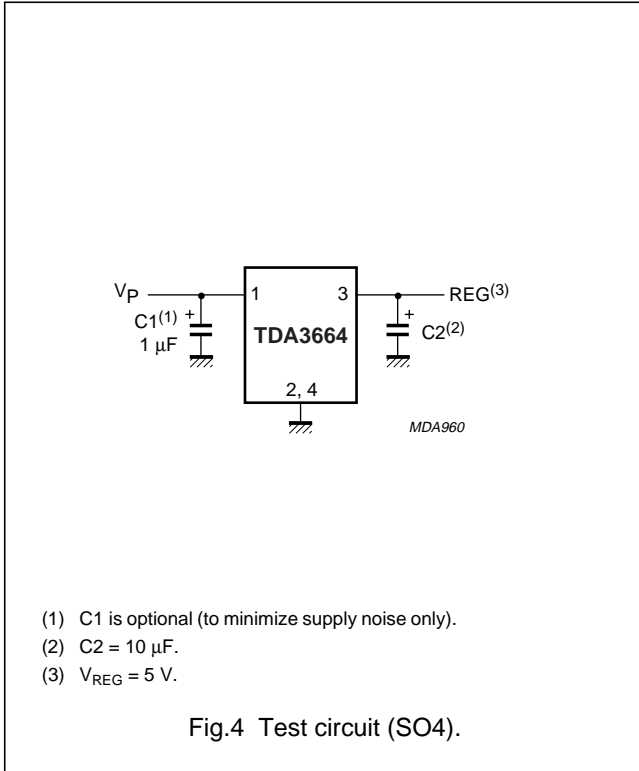 VP 1 3 REG(3)
C1(1) + + C2(2)
1 μF TDA3664
2, 4
MDA960
(1) C1 is optional (to minimize supply noise only).
(2) C2 = 10 μF.
(3) VREG = 5 V.
Fig.4 Test circuit (SO4).